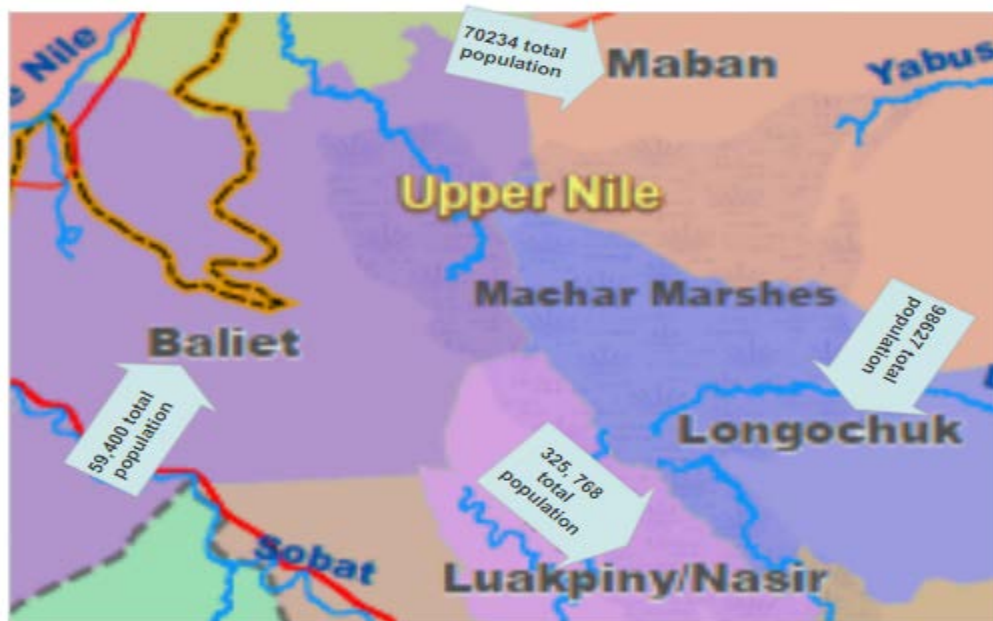 e Nile
70234 total
population
Maban
Yabus
Upper Nile
Machar Marshes
98627 total
population
Baliet
59,400 total
population
Longochuk
325, 768
total
population
Sobat
Luakpiny/Nasir